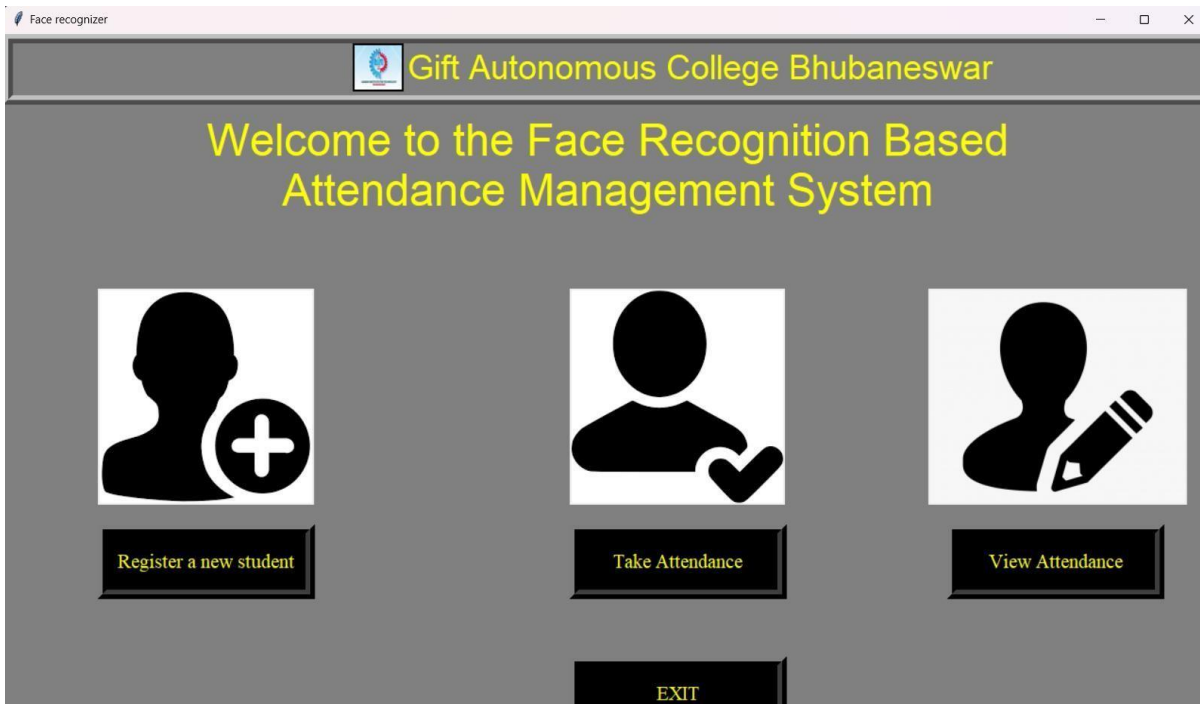 Face recognizer
Gift Autonomous College Bhubaneswar
Welcome to the Face Recognition Based
Attendance Management System
Register a new student
Take Attendance
View Attendance
EXIT